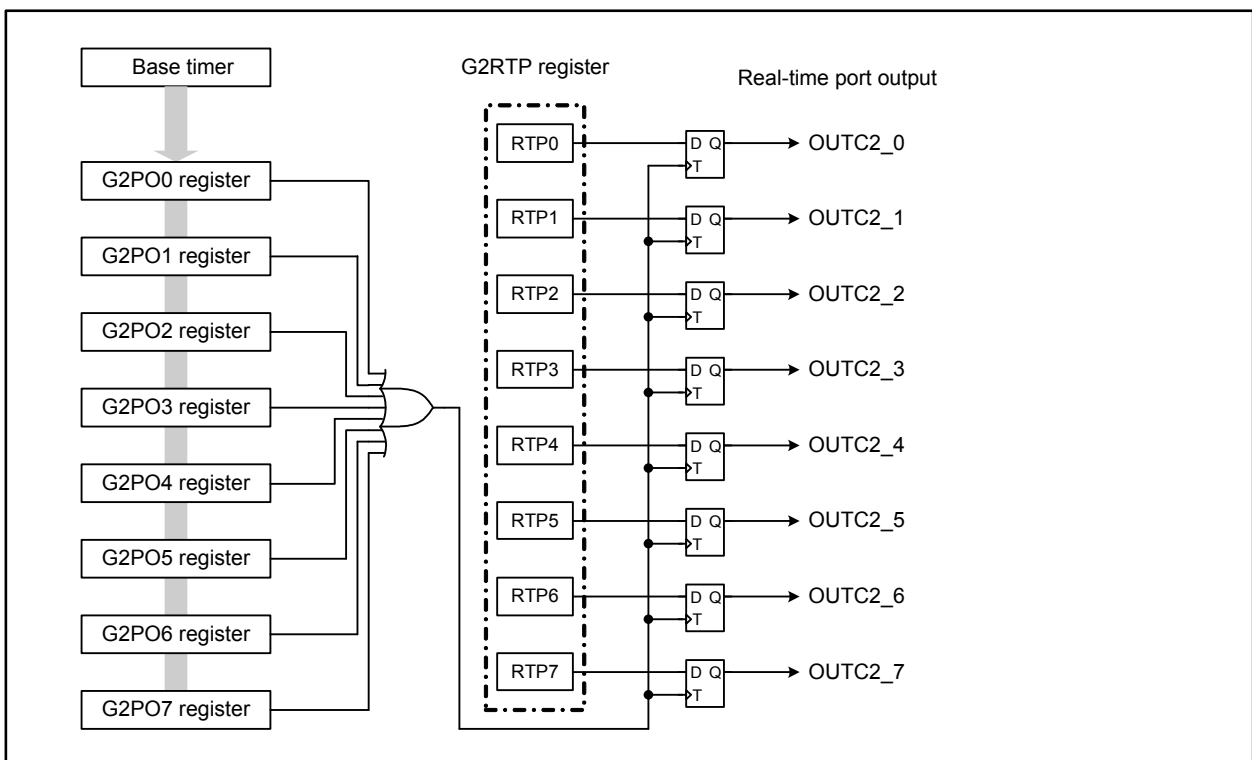 Base timer
G2PO0 register
G2PO1 register
G2PO2 register
G2PO3 register
G2PO4 register
G2PO5 register
G2PO6 register
G2PO7 register
G2RTP register
RTP0
RTP1
RTP2
RTP3
RTP4
RTP5
RTP6
RTP7
Real-time port output
D Q
T
OUTC2_0
D Q
T
OUTC2_1
D Q
T
OUTC2_2
D Q
T
OUTC2_3
D Q
T
OUTC2_4
D Q
T
OUTC2_5
D Q
T
OUTC2_6
D Q
T
OUTC2_7